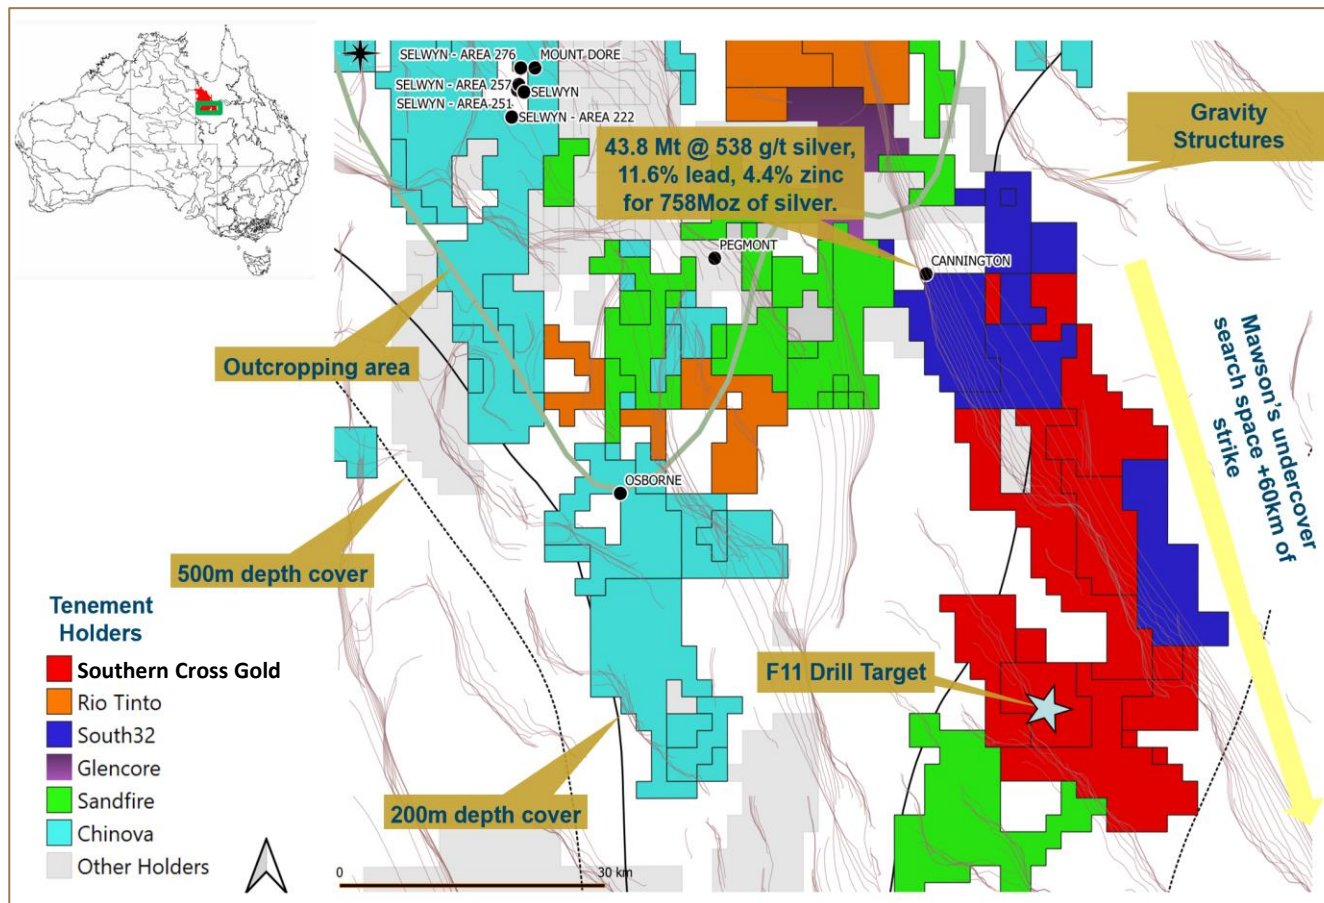 SELWYN - AREA 276
MOUNT DORE
SELWYN - AREA 257
SELWYN
SELWYN - AREA 251
SELWYN - AREA 222
Gravity
Structures
43.8 Mt @ 538 g/t silver,
11.6% lead, 4.4% zinc
for 758Moz of silver.
PEGMONT
CANNINGTON
Outcropping area
Mawson's undercover
search space +60km of
strike
OSBORNE
500m depth cover
Tenement
Holders
Southern Cross Gold
Rio Tinto
South32
Glencore
Sandfire
Chinova
Other Holders
F11 Drill Target
200m depth cover
0
30 km